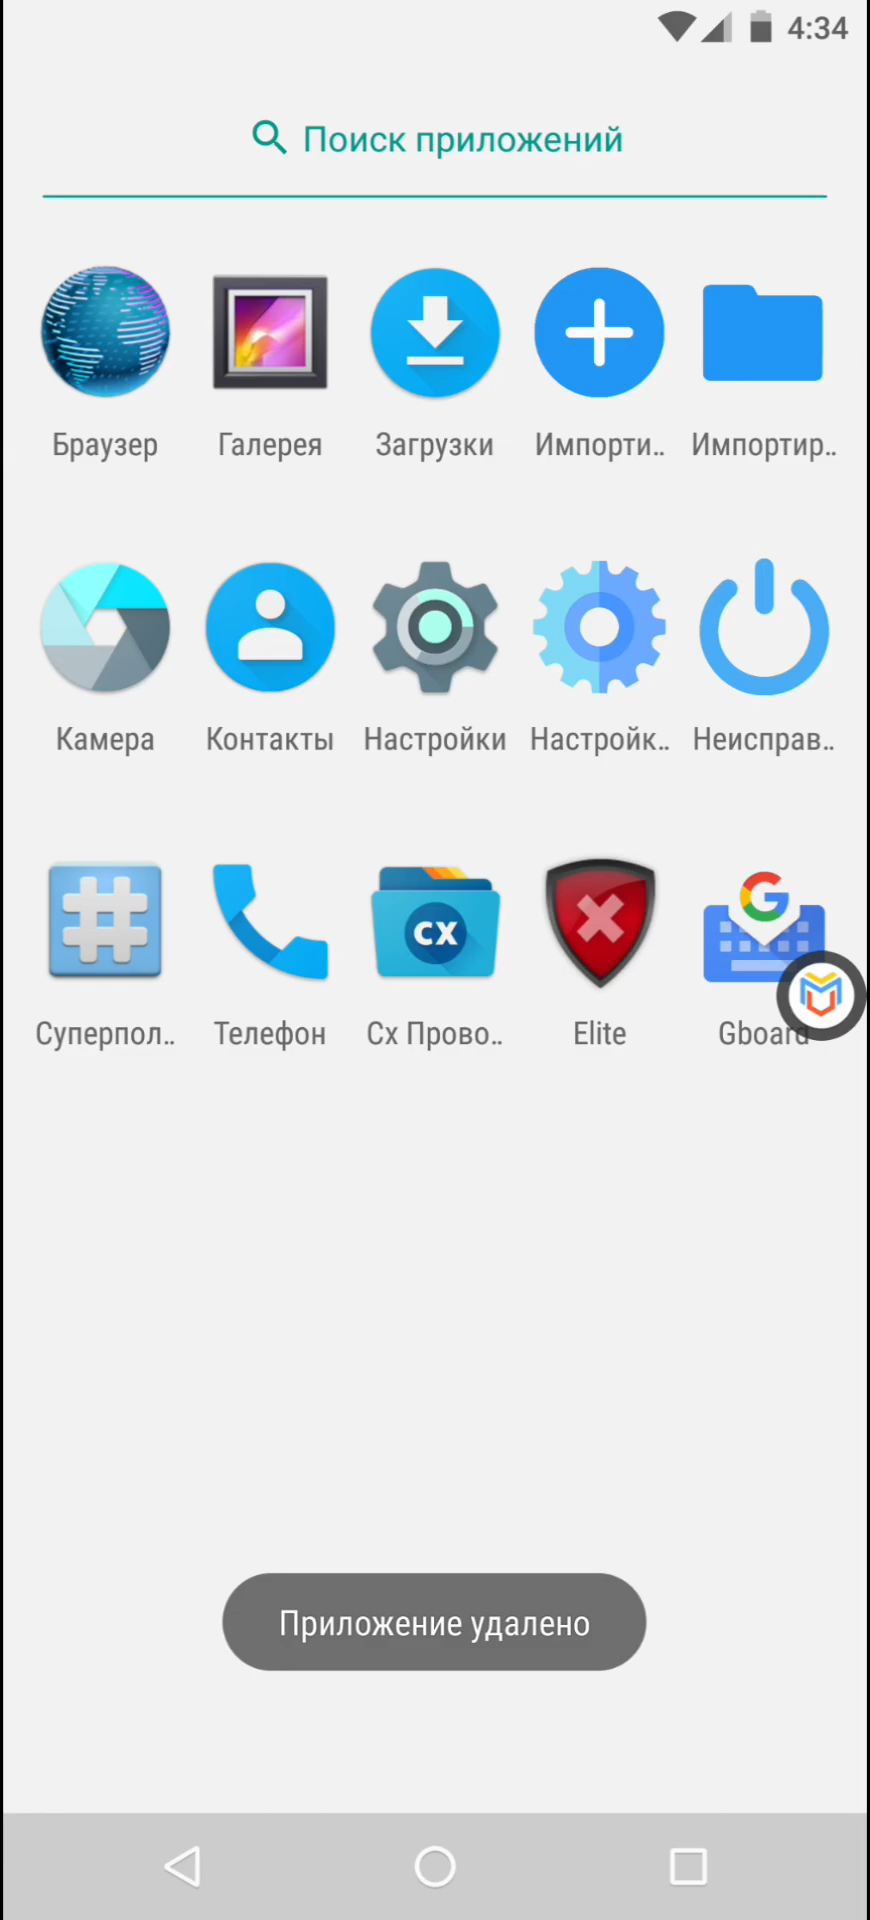 4:34
Поиск приложений
Браузер
Галерея
Загрузки
Импорти..
Импортир..
Камера
Контакты
Настройки
Настройк..
Неисправ..
Суперпол..
Телефон
CX
Cx Прово..
Elite
G
Gboard
Приложение удалено